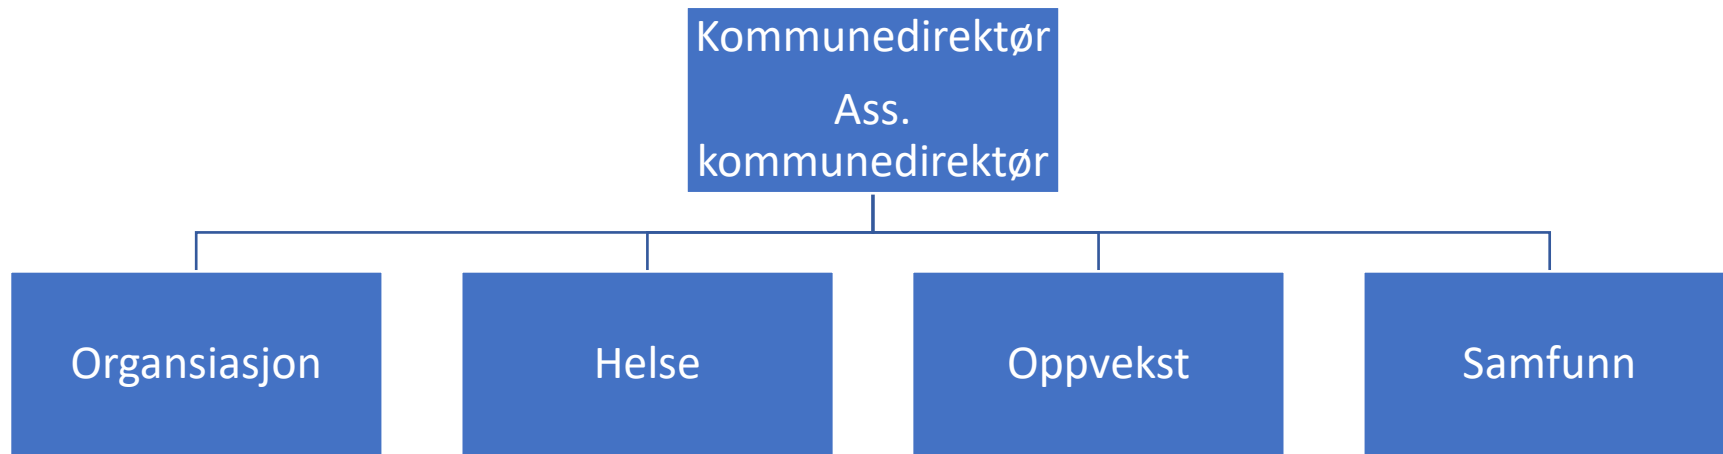 Kommunedirektør
Ass.
kommunedirektør
Organsiasjon
Helse
Oppvekst
Samfunn